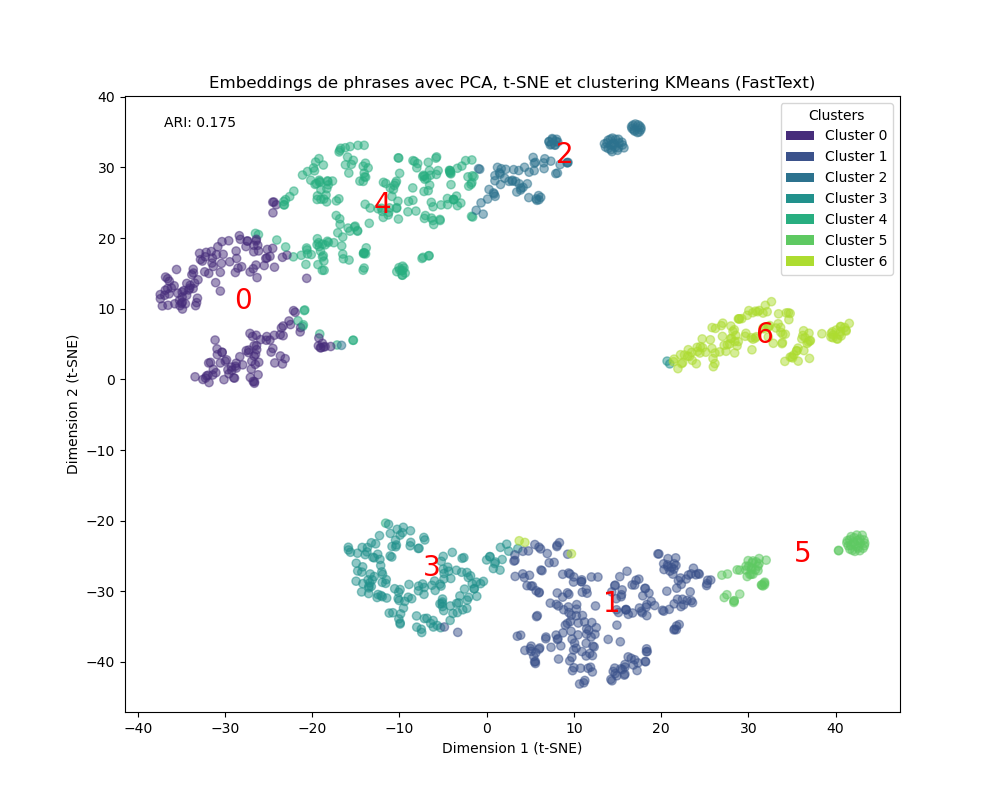 Embeddings de phrases avec PCA, t-SNE et clustering KMeans (FastText)
ARI: 0.175
Clusters
Cluster 0
Cluster 1
Cluster 2
Cluster 3
Cluster 4
Cluster 5
Cluster 6
40
30
20
10
0
−10
−20
−30
−40
Dimension 2 (t-SNE)
2
4
0
6
5
3
1
−40 −30 −20 −10 0 10 20 30 40
Dimension 1 (t-SNE)